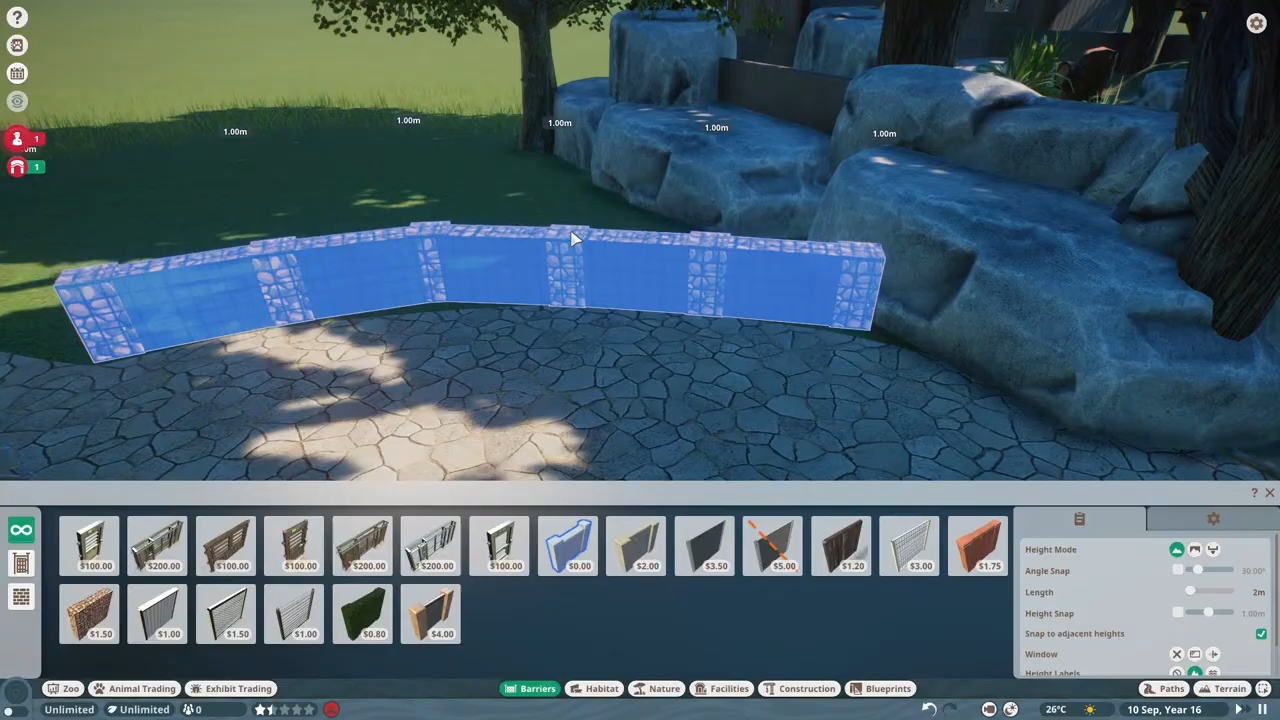 ?
1.00m
1.00m
1.00m
1.00m
1.00m
1
m
1
? ×
$100.00
$200.00
$100.00
$100.00
$200.00
$200.00
$100.00
$0.00
$2.00
$3.50
$5.00
$1.20
$3.00
$1.75
$1.50
$1.00
$1.50
$1.00
$0.80
$4.00
Height Mode
Angle Snap 30.00°
Length 2m
Height Snap 1.00m
Snap to adjacent heights
Window
Height Labels
Zoo Animal Trading Exhibit Trading Barriers Habitat Nature Facilities Construction Blueprints Paths Terrain
Unlimited Unlimited 0 26°C 10 Sep, Year 16